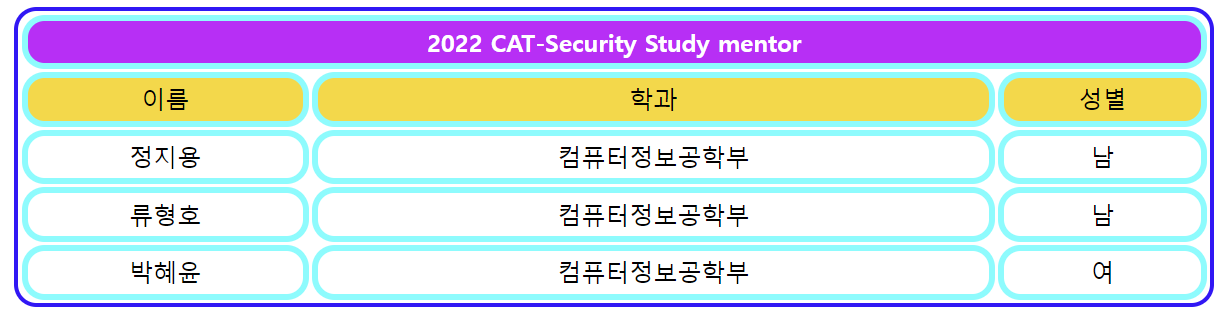 2022 CAT-Security Study mentor
이름 학과 성별
정지용 컴퓨터정보공학부 남
류형호 컴퓨터정보공학부 남
박혜윤 컴퓨터정보공학부 여